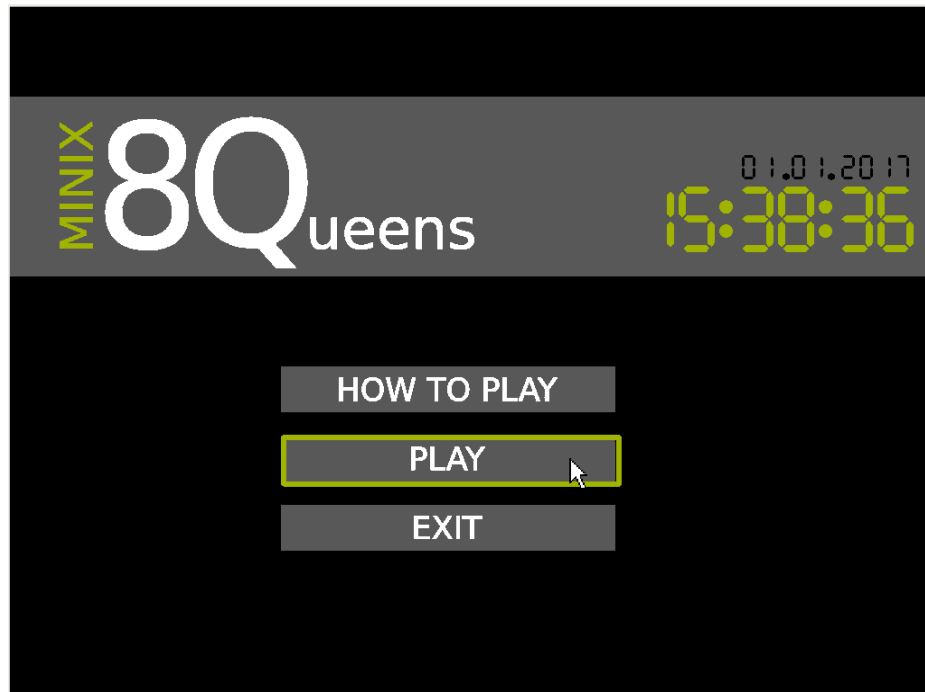 MINIX
8Queens
01.01.2017
15:38:36
HOW TO PLAY
PLAY
EXIT